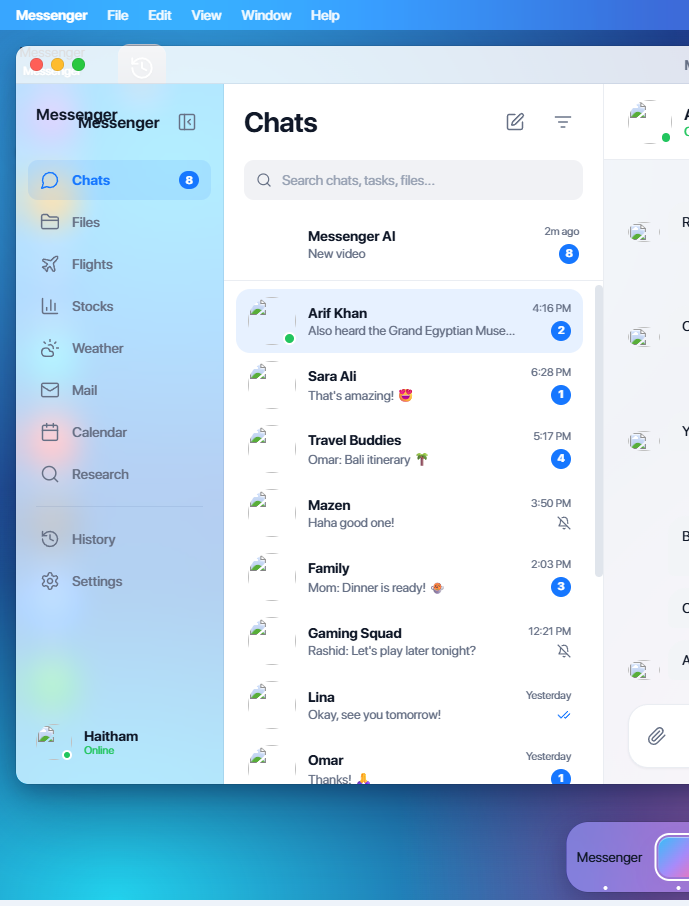 Messenger File Edit View Window Help
Messenger
Messenger
Messenger
Messenger
Chats 8
Files
Flights
Stocks
Weather
Mail
Calendar
Research
History
Settings
Haitham
Online
Chats
Search chats, tasks, files...
Messenger AI 2m ago
New video 8
Arif Khan 4:16 PM
Also heard the Grand Egyptian Muse... 2
Sara Ali 6:28 PM
That's amazing! 😍 1
Travel Buddies 5:17 PM
Omar: Bali itinerary 🌴 4
Mazen 3:50 PM
Haha good one!
Family 2:03 PM
Mom: Dinner is ready! 🍲 3
Gaming Squad 12:21 PM
Rashid: Let's play later tonight?
Lina Yesterday
Okay, see you tomorrow!
Omar Yesterday
Thanks! 🙏 1
Messenger